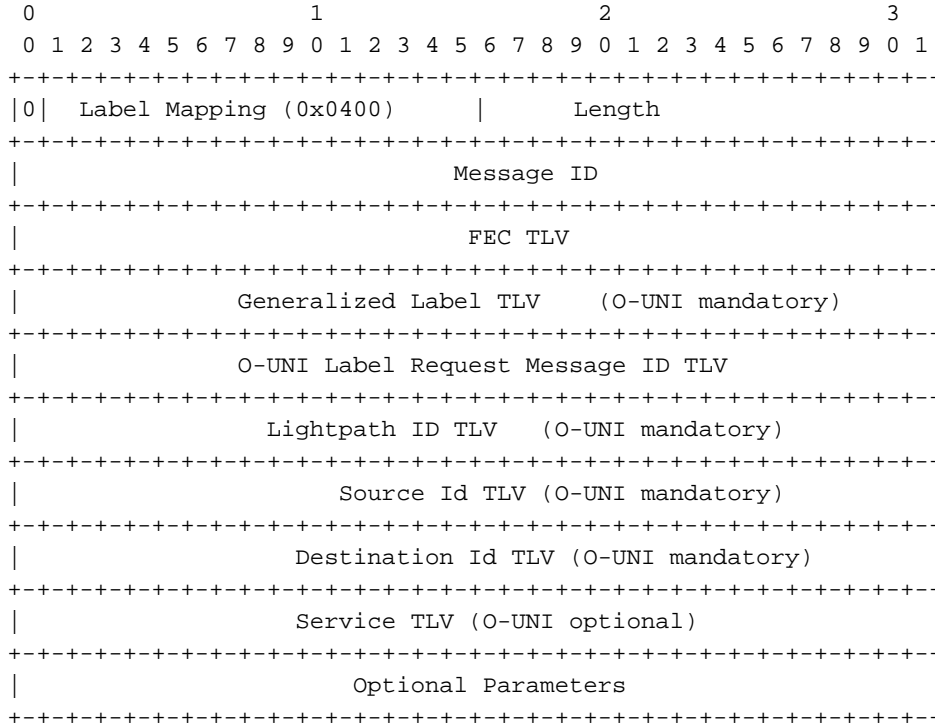 0                   1                   2                   3
0 1 2 3 4 5 6 7 8 9 0 1 2 3 4 5 6 7 8 9 0 1 2 3 4 5 6 7 8 9 0 1
+-+-+-+-+-+-+-+-+-+-+-+-+-+-+-+-+-+-+-+-+-+-+-+-+-+-+-+-+-+-+-+--
|0|  Label Mapping (0x0400)     |      Length
+-+-+-+-+-+-+-+-+-+-+-+-+-+-+-+-+-+-+-+-+-+-+-+-+-+-+-+-+-+-+-+--
|                              Message ID
+-+-+-+-+-+-+-+-+-+-+-+-+-+-+-+-+-+-+-+-+-+-+-+-+-+-+-+-+-+-+-+--
|                               FEC TLV
+-+-+-+-+-+-+-+-+-+-+-+-+-+-+-+-+-+-+-+-+-+-+-+-+-+-+-+-+-+-+-+--
|               Generalized Label TLV    (O-UNI mandatory)
+-+-+-+-+-+-+-+-+-+-+-+-+-+-+-+-+-+-+-+-+-+-+-+-+-+-+-+-+-+-+-+--
|               O-UNI Label Request Message ID TLV
+-+-+-+-+-+-+-+-+-+-+-+-+-+-+-+-+-+-+-+-+-+-+-+-+-+-+-+-+-+-+-+--
|                 Lightpath ID TLV   (O-UNI mandatory)
+-+-+-+-+-+-+-+-+-+-+-+-+-+-+-+-+-+-+-+-+-+-+-+-+-+-+-+-+-+-+-+--
|                      Source Id TLV (O-UNI mandatory)
+-+-+-+-+-+-+-+-+-+-+-+-+-+-+-+-+-+-+-+-+-+-+-+-+-+-+-+-+-+-+-+--
|                   Destination Id TLV (O-UNI mandatory)
+-+-+-+-+-+-+-+-+-+-+-+-+-+-+-+-+-+-+-+-+-+-+-+-+-+-+-+-+-+-+-+--
|                   Service TLV (O-UNI optional)
+-+-+-+-+-+-+-+-+-+-+-+-+-+-+-+-+-+-+-+-+-+-+-+-+-+-+-+-+-+-+-+--
|                       Optional Parameters
+-+-+-+-+-+-+-+-+-+-+-+-+-+-+-+-+-+-+-+-+-+-+-+-+-+-+-+-+-+-+-+--